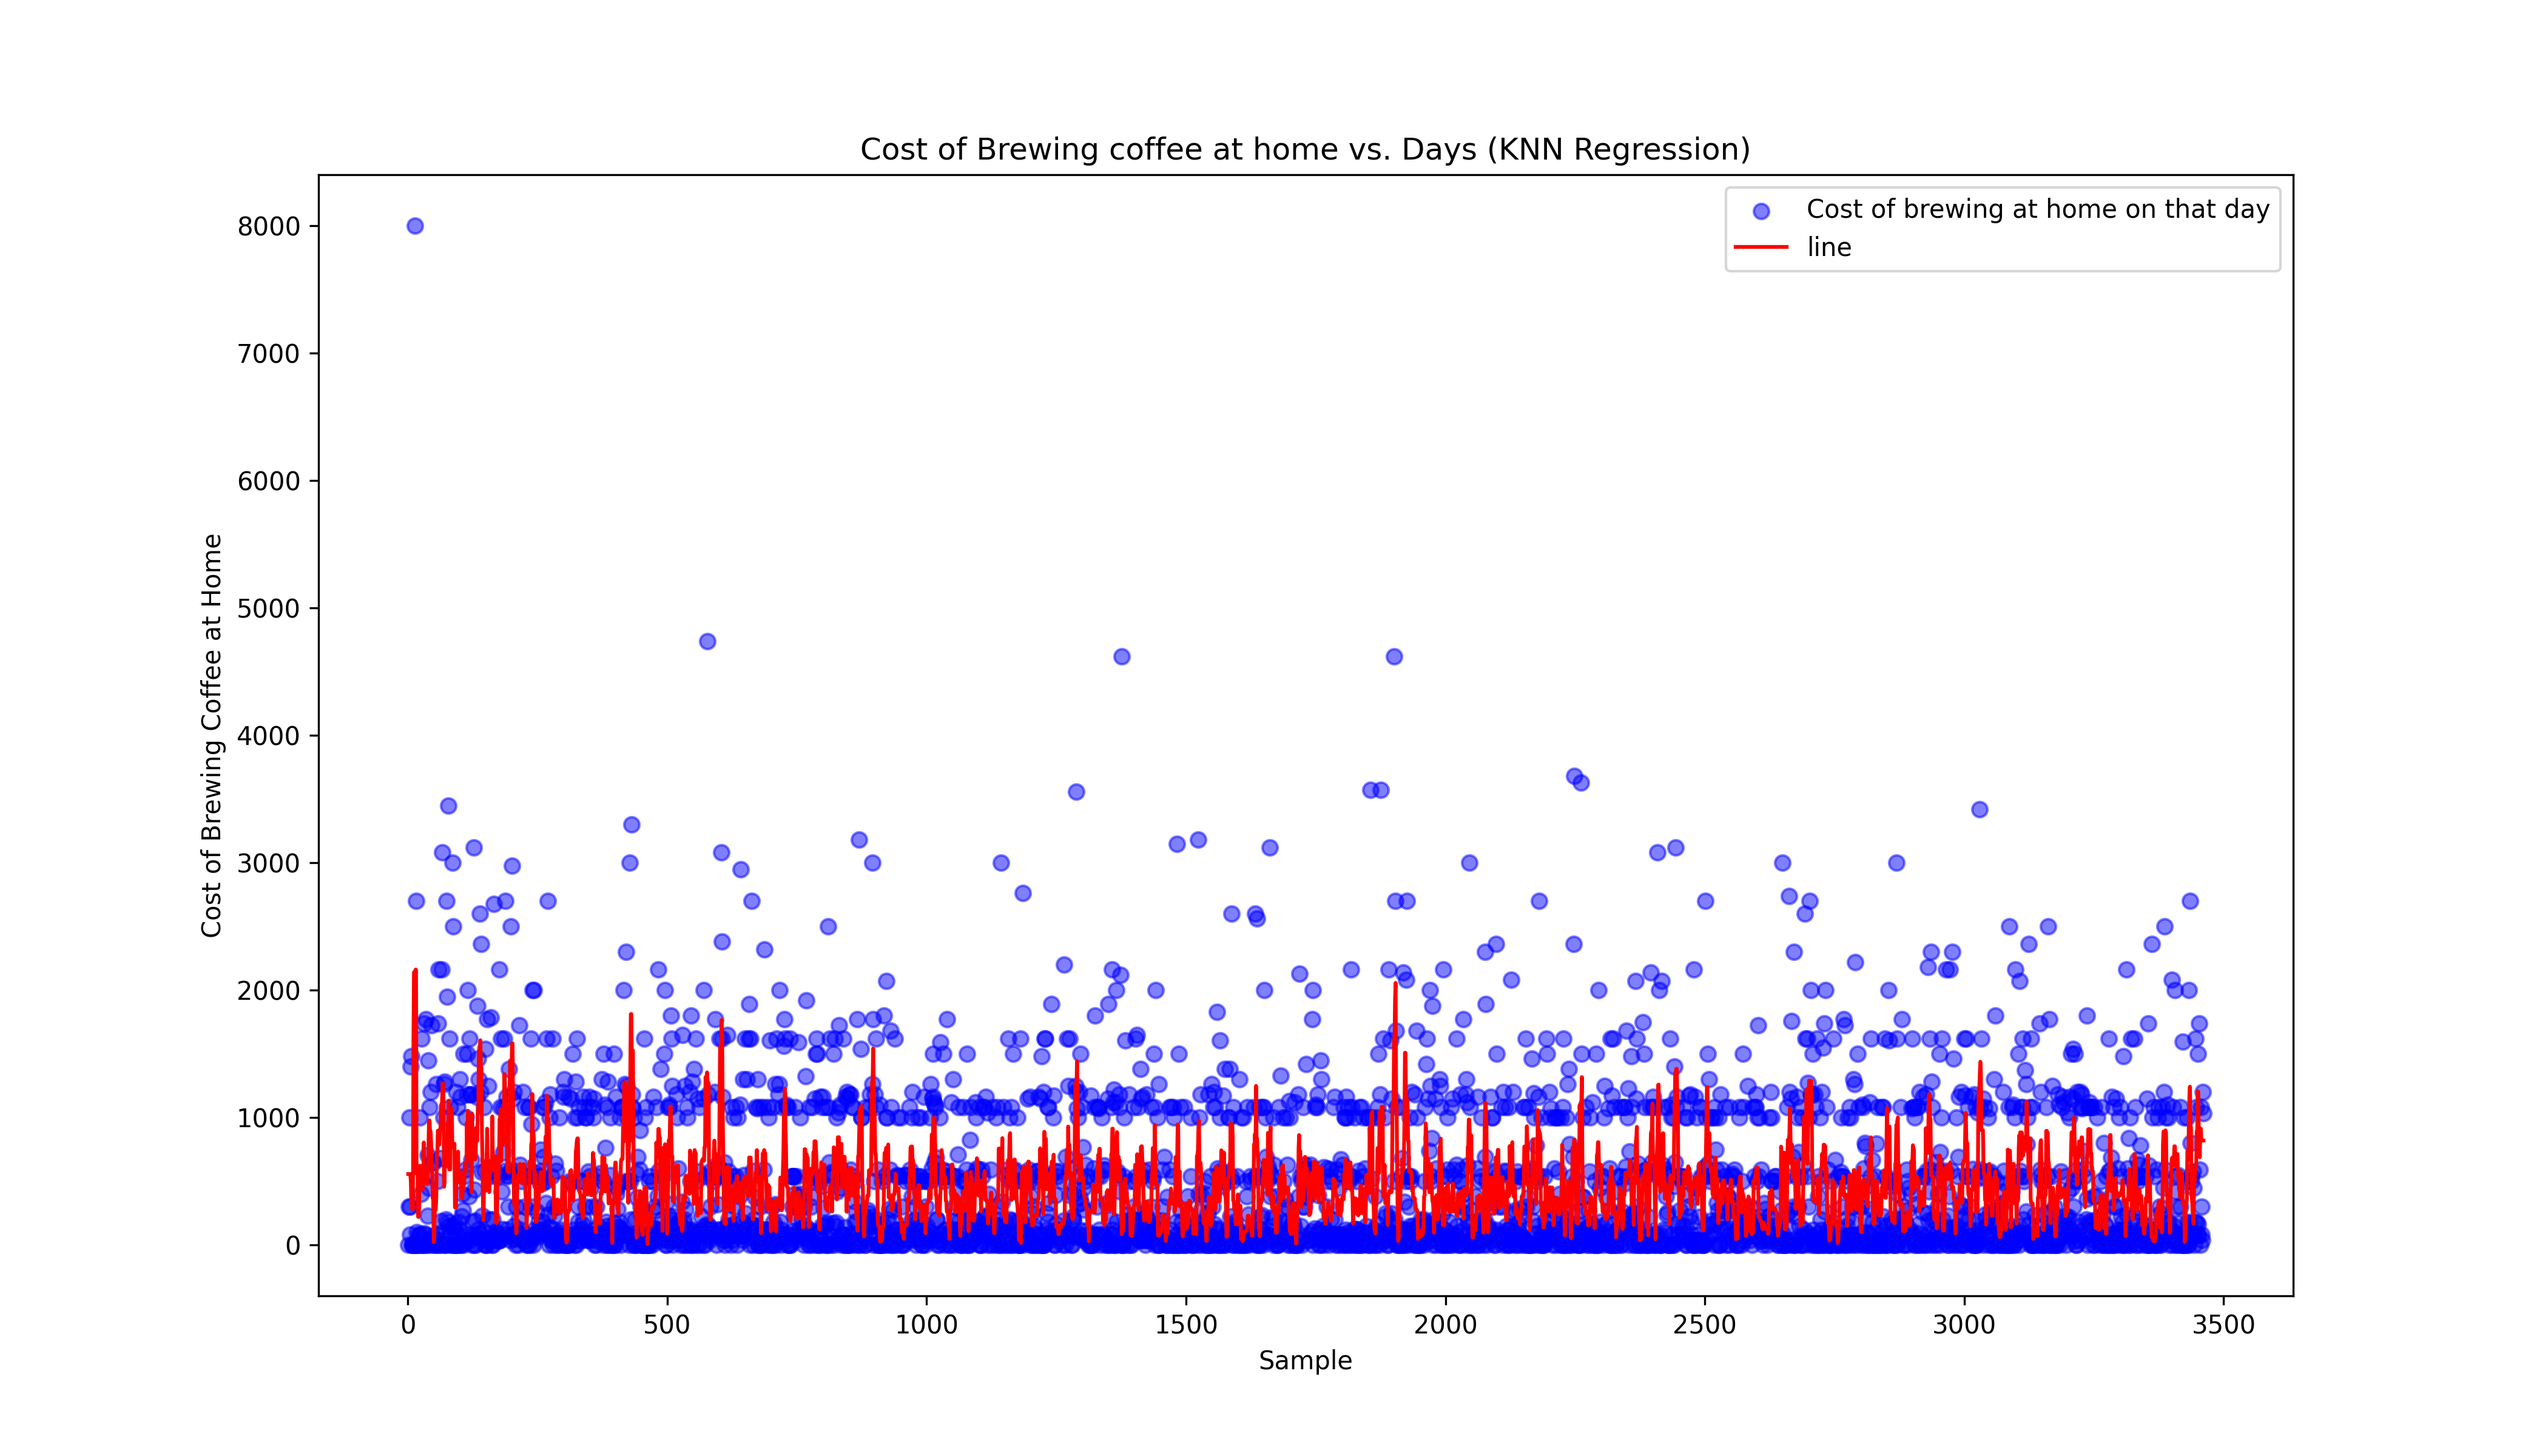 Cost of Brewing coffee at home vs. Days (KNN Regression)
Cost of brewing at home on that day
line
8000
7000
6000
5000
4000
3000
2000
1000
0
Cost of Brewing Coffee at Home
0 500 1000 1500 2000 2500 3000 3500
Sample